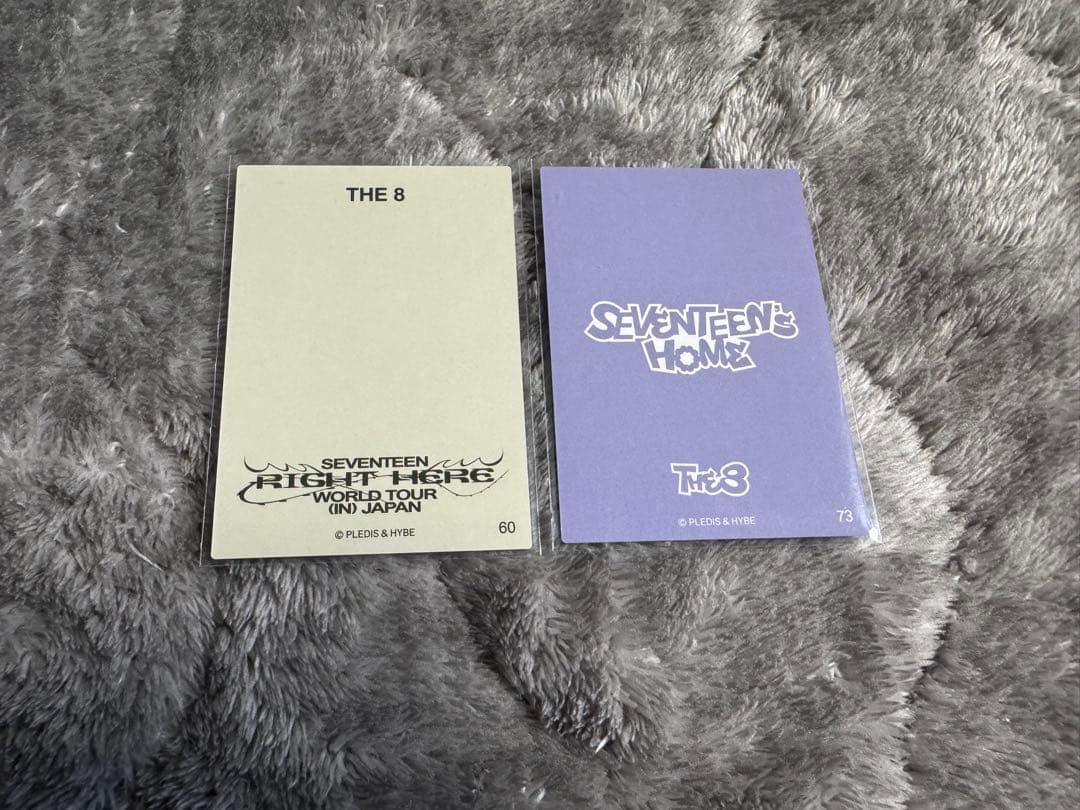 THE 8
SEVENTEEN
RIGHT HERE
WORLD TOUR
(IN) JAPAN
© PLEDIS & HYBE
60
SEVENTEEN'S
HOME
THE 8
© PLEDIS & HYBE
73